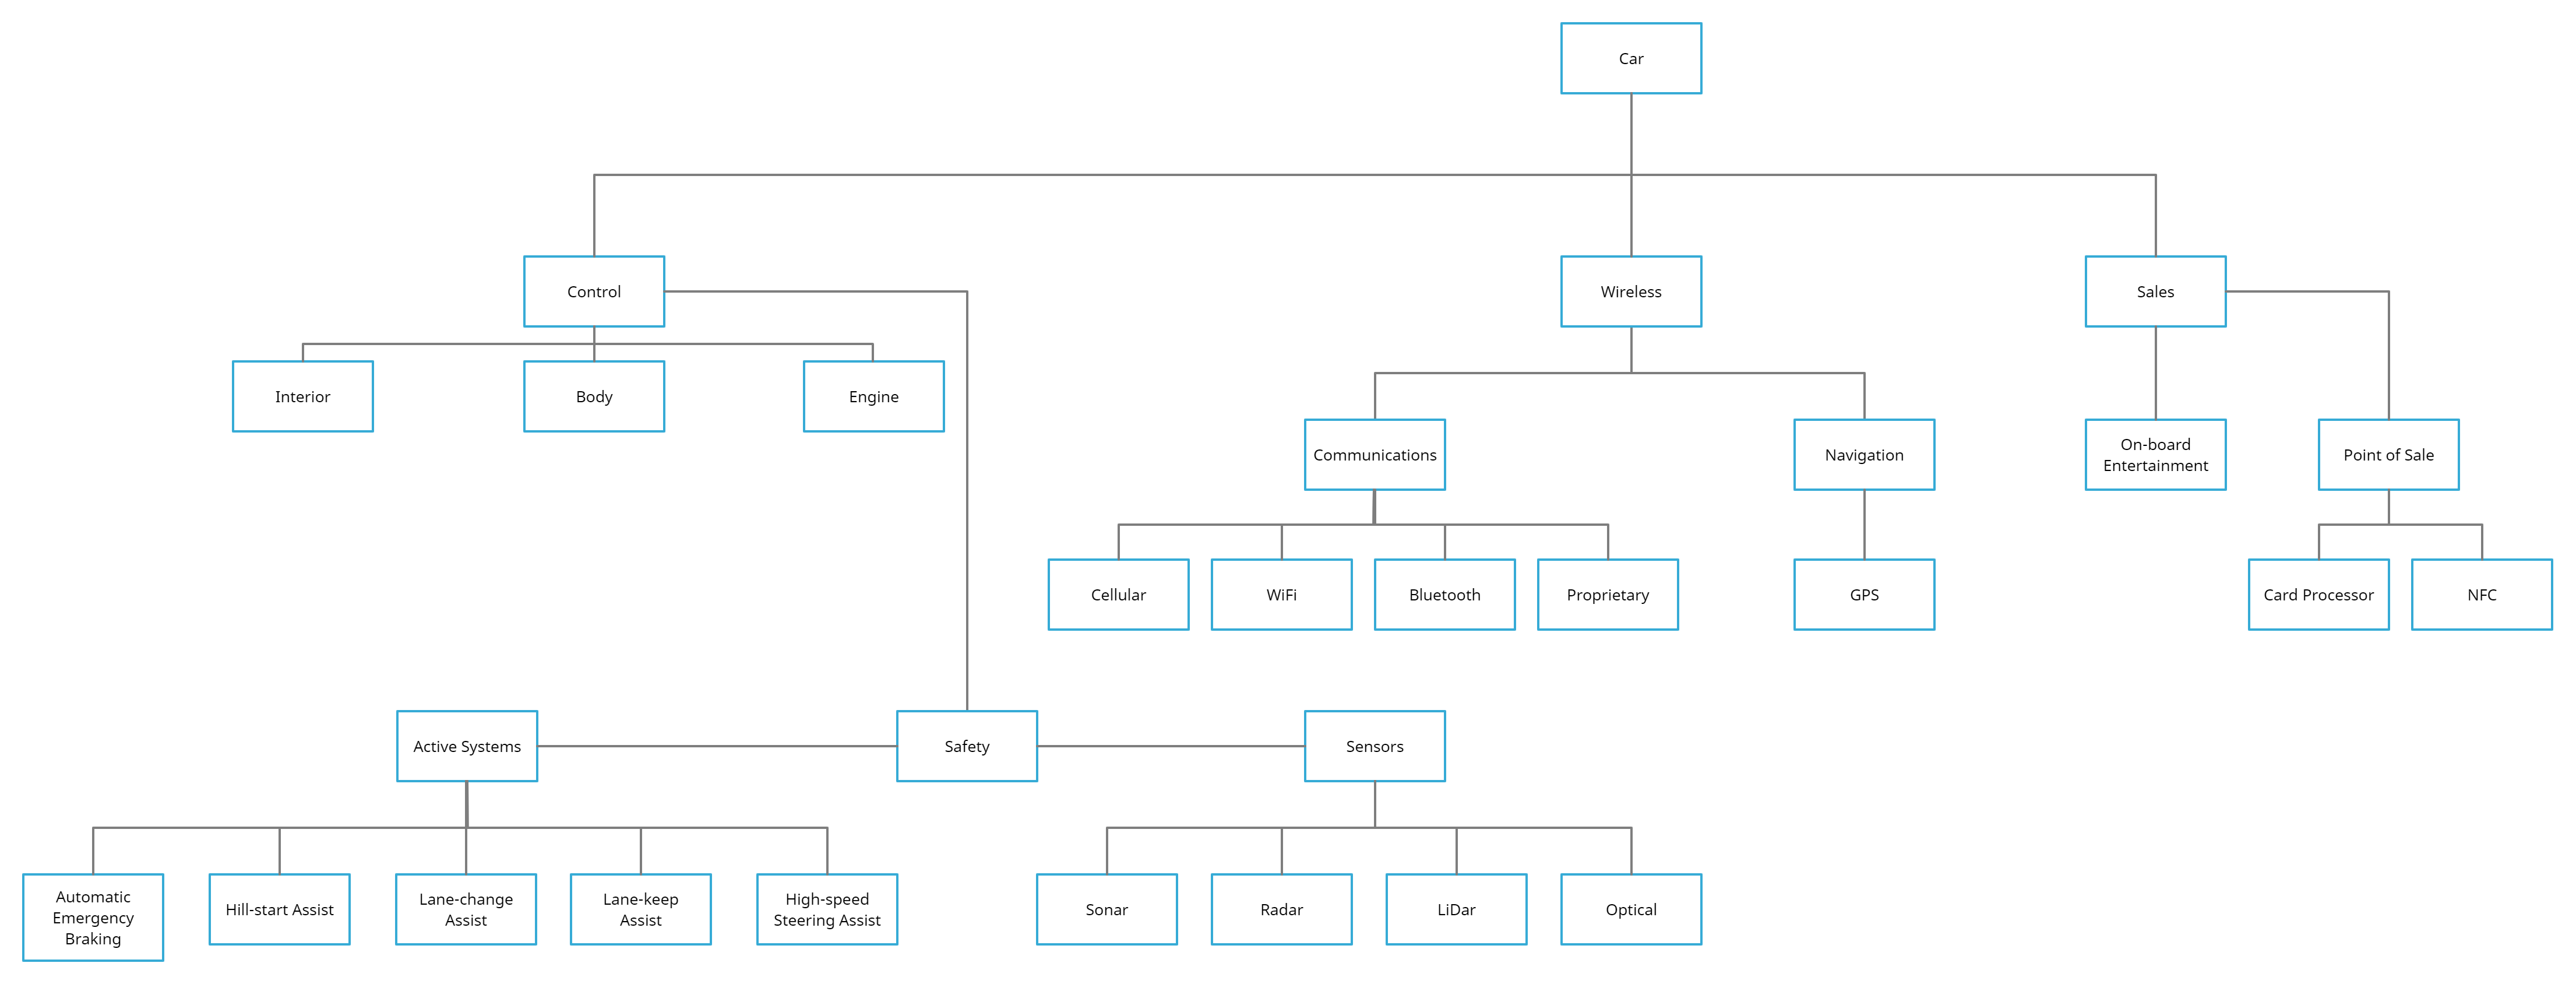 Car
Control
Wireless
Sales
Interior
Body
Engine
Communications
Navigation
On-board
Entertainment
Point of Sale
Cellular
WiFi
Bluetooth
Proprietary
GPS
Card Processor
NFC
Active Systems
Safety
Sensors
Automatic
Emergency
Braking
Hill-start Assist
Lane-change
Assist
Lane-keep
Assist
High-speed
Steering Assist
Sonar
Radar
LiDar
Optical